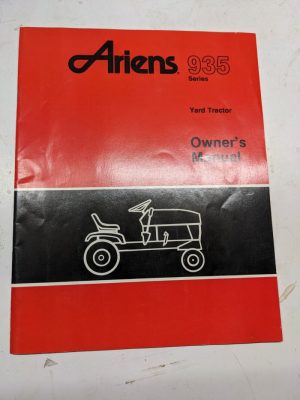 Ariens 935
Series
Yard Tractor
Owner's
Manual